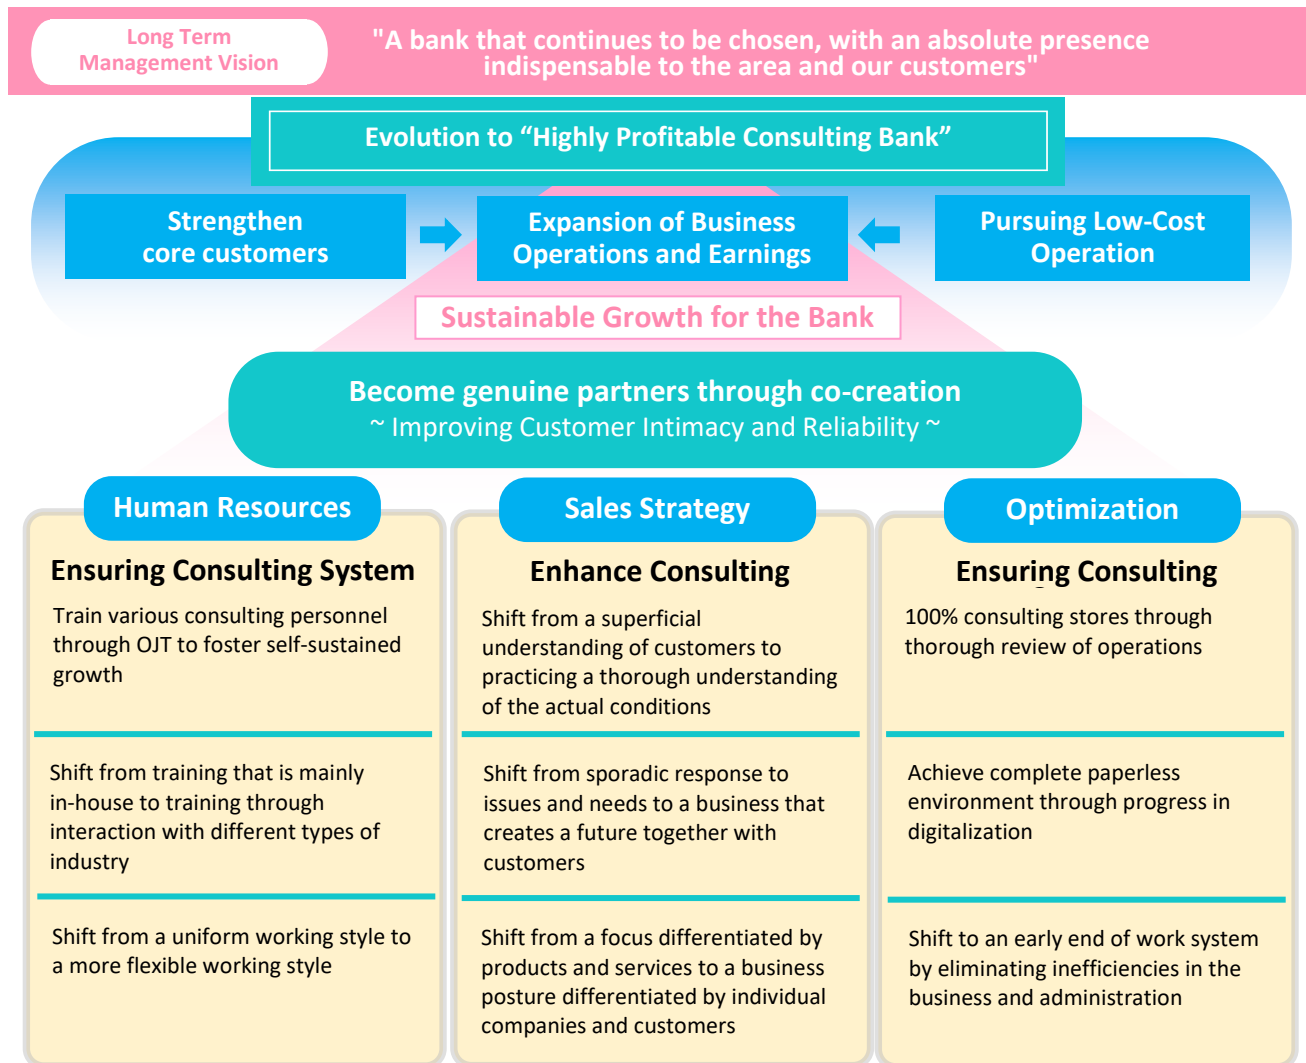 Long Term
Management Vision
"A bank that continues to be chosen, with an absolute presence
indispensable to the area and our customers"
Evolution to “Highly Profitable Consulting Bank”
Strengthen
core customers
Expansion of Business
Operations and Earnings
Pursuing Low-Cost
Operation
Sustainable Growth for the Bank
Become genuine partners through co-creation
~ Improving Customer Intimacy and Reliability ~
Human Resources
Ensuring Consulting System
Train various consulting personnel
through OJT to foster self-sustained
growth
Shift from training that is mainly
in-house to training through
interaction with different types of
industry
Shift from a uniform working style to
a more flexible working style
Sales Strategy
Enhance Consulting
Shift from a superficial
understanding of customers to
practicing a thorough understanding
of the actual conditions
Shift from sporadic response to
issues and needs to a business that
creates a future together with
customers
Shift from a focus differentiated by
products and services to a business
posture differentiated by individual
companies and customers
Optimization
Ensuring Consulting
100% consulting stores through
thorough review of operations
Achieve complete paperless
environment through progress in
digitalization
Shift to an early end of work system
by eliminating inefficiencies in the
business and administration